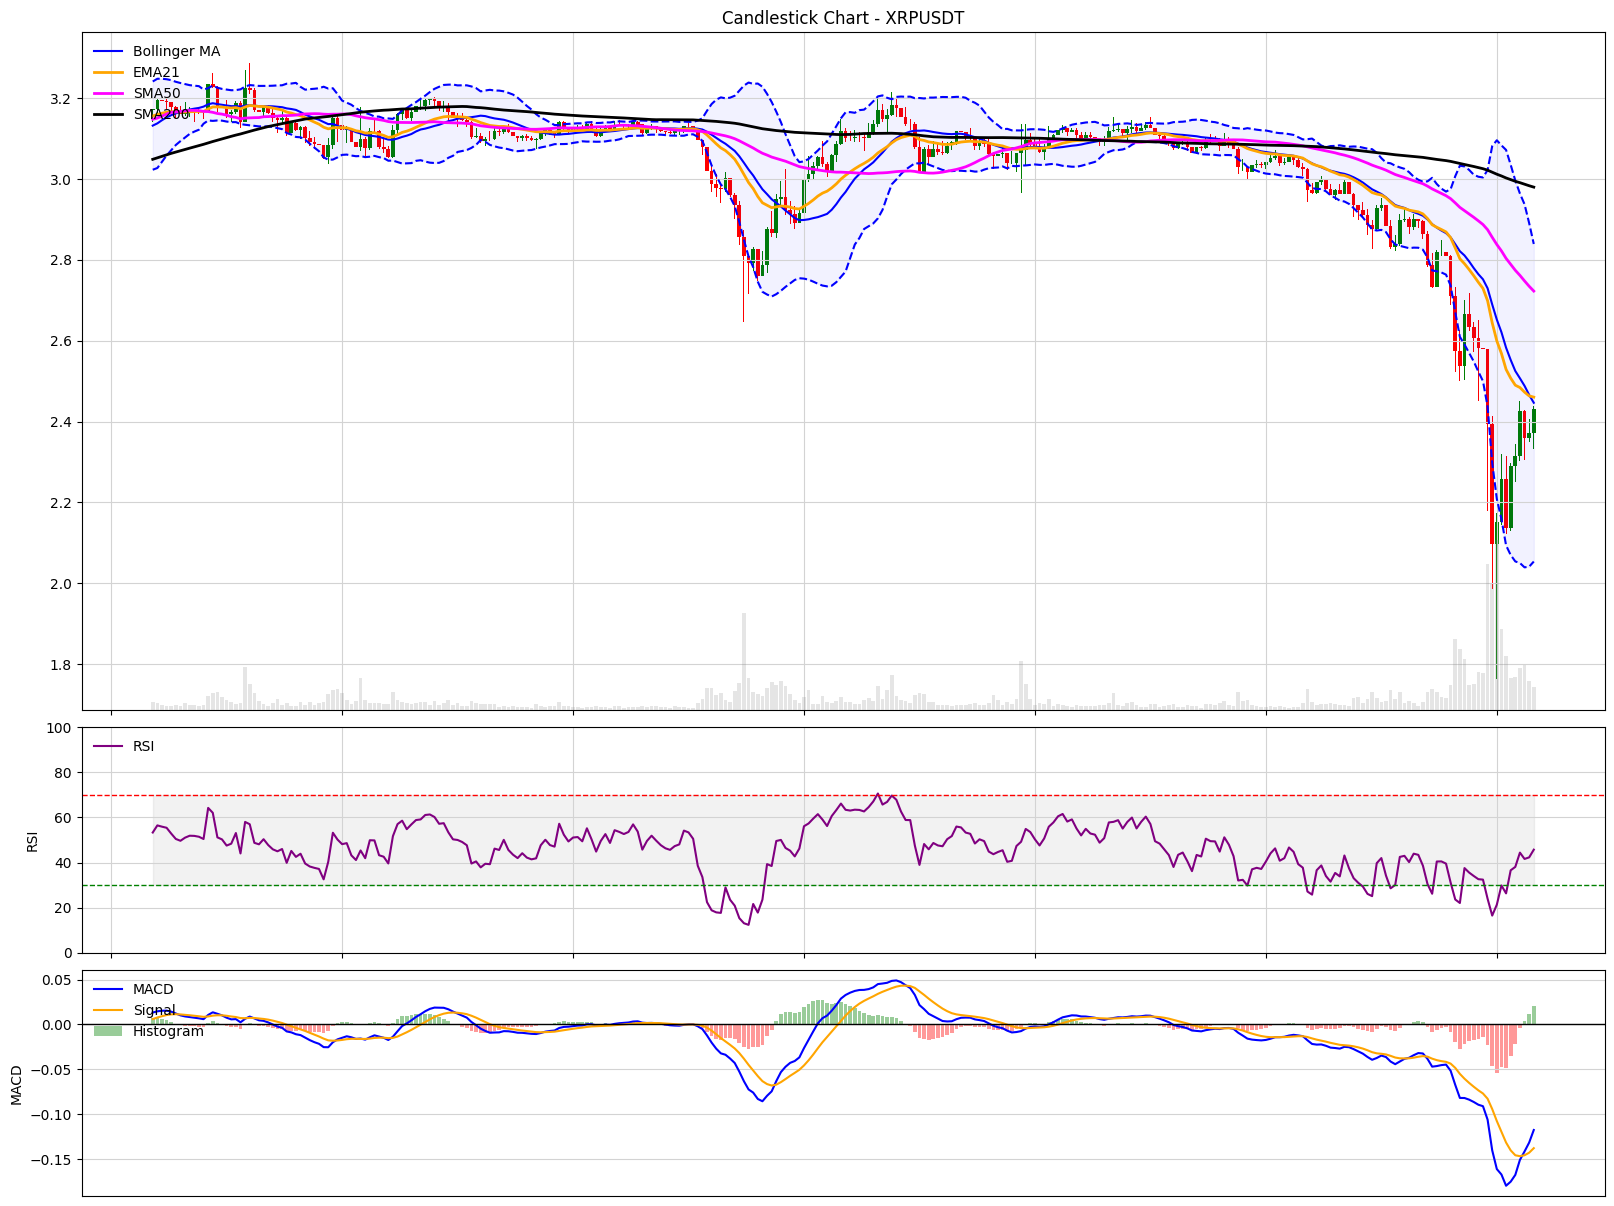 Candlestick Chart - XRPUSDT
Bollinger MA
EMA21
SMA50
SMA200
3.2
3.0
2.8
2.6
2.4
2.2
2.0
1.8
RSI
100
80
60
40
20
0
RSI
MACD
Signal
Histogram
0.05
0.00
−0.05
−0.10
−0.15
MACD